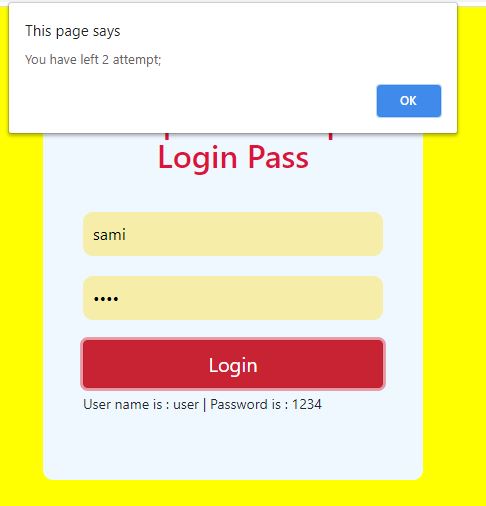 This page says
You have left 2 attempt;
OK
Login Pass
sami
••••
Login
User name is : user | Password is : 1234